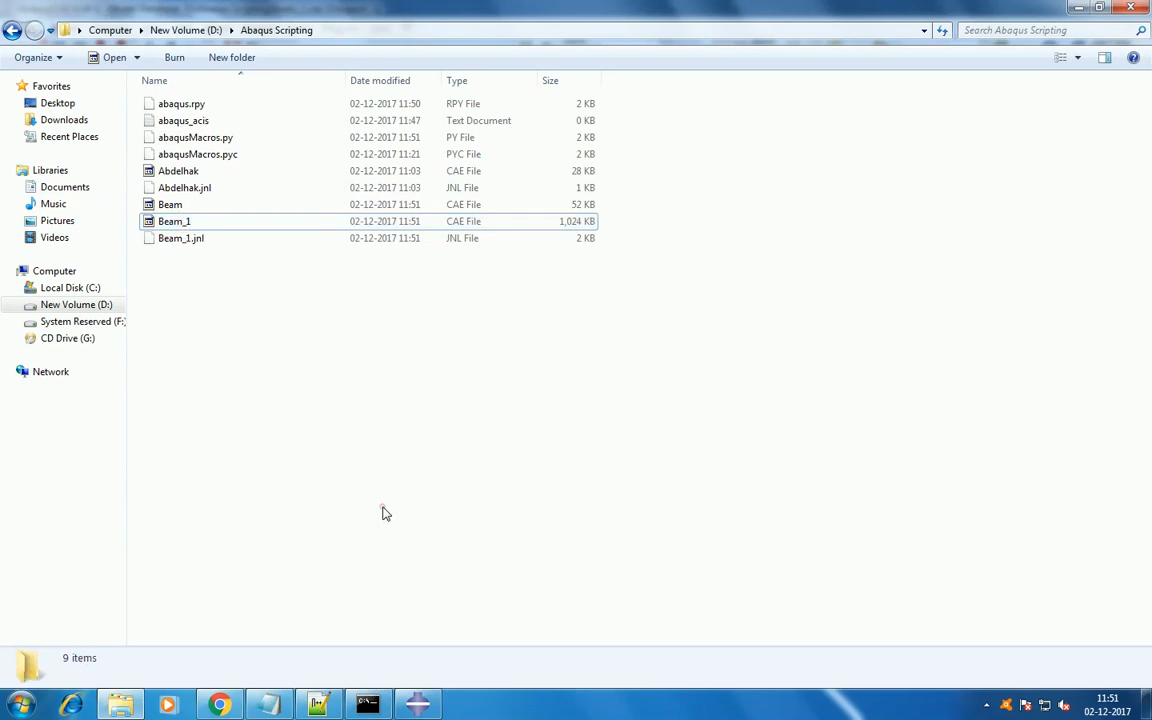 Computer ▸ New Volume (D:) ▸ Abaqus Scripting
Search Abaqus Scripting
Organize Open Burn New folder
Name Date modified Type Size
Favorites
Desktop
Downloads
Recent Places
Libraries
Documents
Music
Pictures
Videos
Computer
Local Disk (C:)
New Volume (D:)
System Reserved (F:)
CD Drive (G:)
Network
abaqus.rpy 02-12-2017 11:50 RPY File 2 KB
abaqus_acis 02-12-2017 11:47 Text Document 0 KB
abaqusMacros.py 02-12-2017 11:51 PY File 2 KB
abaqusMacros.pyc 02-12-2017 11:21 PYC File 2 KB
Abdelhak 02-12-2017 11:03 CAE File 28 KB
Abdelhak.jnl 02-12-2017 11:03 JNL File 1 KB
Beam 02-12-2017 11:51 CAE File 52 KB
Beam_1 02-12-2017 11:51 CAE File 1,024 KB
Beam_1.jnl 02-12-2017 11:51 JNL File 2 KB
9 items
11:51
02-12-2017